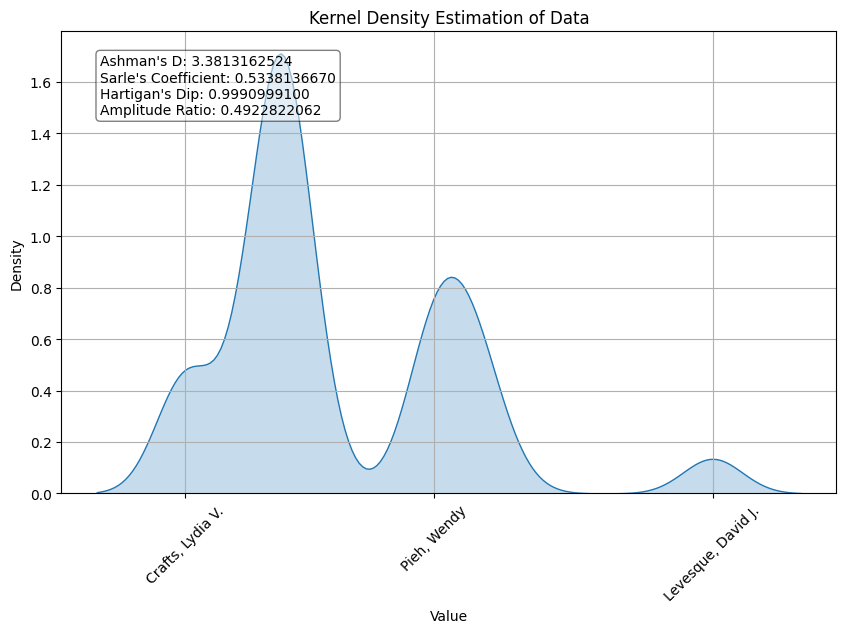 Kernel Density Estimation of Data
Ashman's D: 3.3813162524
Sarle's Coefficient: 0.5338136670
Hartigan's Dip: 0.9990999100
Amplitude Ratio: 0.4922822062
1.6
1.4
1.2
1.0
0.8
0.6
0.4
0.2
0.0
Density
Crafts, Lydia V.
Pieh, Wendy
Levesque, David J.
Value